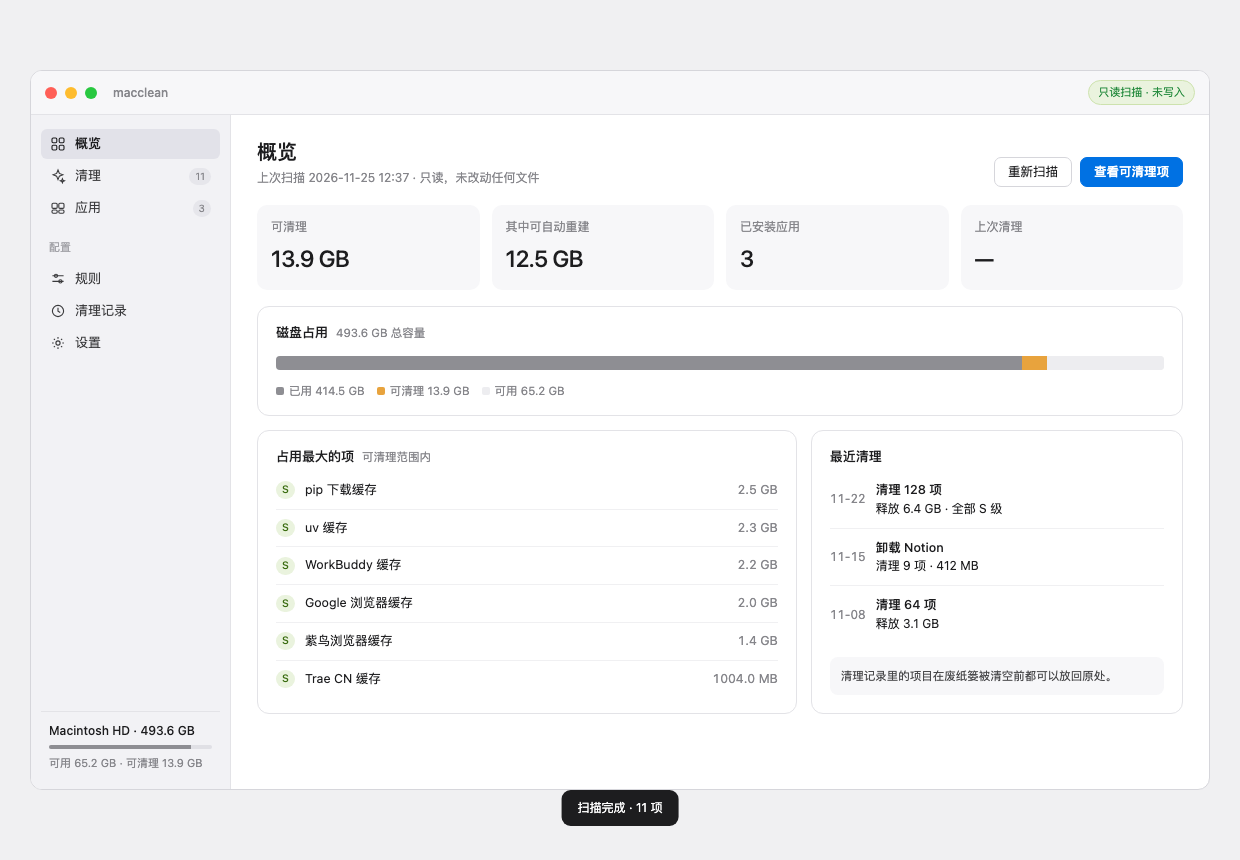 macclean
只读扫描 · 未写入
概览
清理 11
应用 3
配置
规则
清理记录
设置
Macintosh HD · 493.6 GB
可用 65.2 GB · 可清理 13.9 GB
概览
上次扫描 2026-11-25 12:37 · 只读，未改动任何文件
重新扫描
查看可清理项
可清理
13.9 GB
其中可自动重建
12.5 GB
已安装应用
3
上次清理
—
磁盘占用 493.6 GB 总容量
已用 414.5 GB 可清理 13.9 GB 可用 65.2 GB
占用最大的项 可清理范围内
S pip 下载缓存 2.5 GB
S uv 缓存 2.3 GB
S WorkBuddy 缓存 2.2 GB
S Google 浏览器缓存 2.0 GB
S 紫鸟浏览器缓存 1.4 GB
S Trae CN 缓存 1004.0 MB
最近清理
11-22
清理 128 项
释放 6.4 GB · 全部 S 级
11-15
卸载 Notion
清理 9 项 · 412 MB
11-08
清理 64 项
释放 3.1 GB
清理记录里的项目在废纸篓被清空前都可以放回原处。
扫描完成 · 11 项